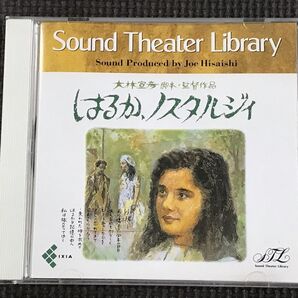 Sound Theater Library
Sound Produced by Joe Hisaishi
大林宣彦 脚本・監督作品
はるか、ノスタルジィ
IXIA
STL
Sound Theater Library